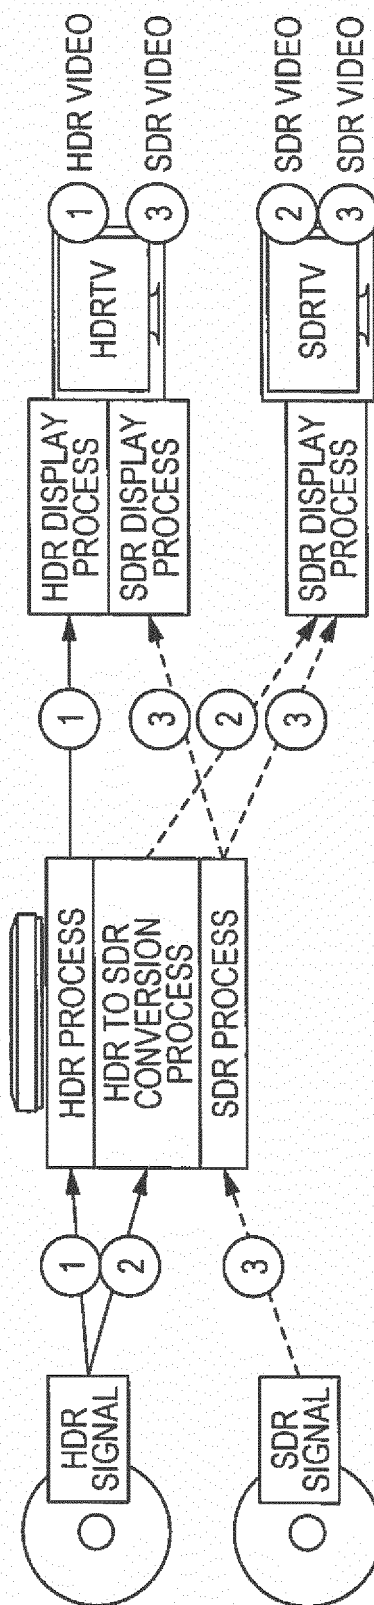 HDR
SIGNAL
SDR
SIGNAL
1
2
3
HDR PROCESS
HDR TO SDR
CONVERSION
PROCESS
SDR PROCESS
1
3
2
3
HDR DISPLAY
PROCESS
SDR DISPLAY
PROCESS
SDR DISPLAY
PROCESS
HDRTV
1
HDR VIDEO
3
SDR VIDEO
SDRTV
2
SDR VIDEO
3
SDR VIDEO